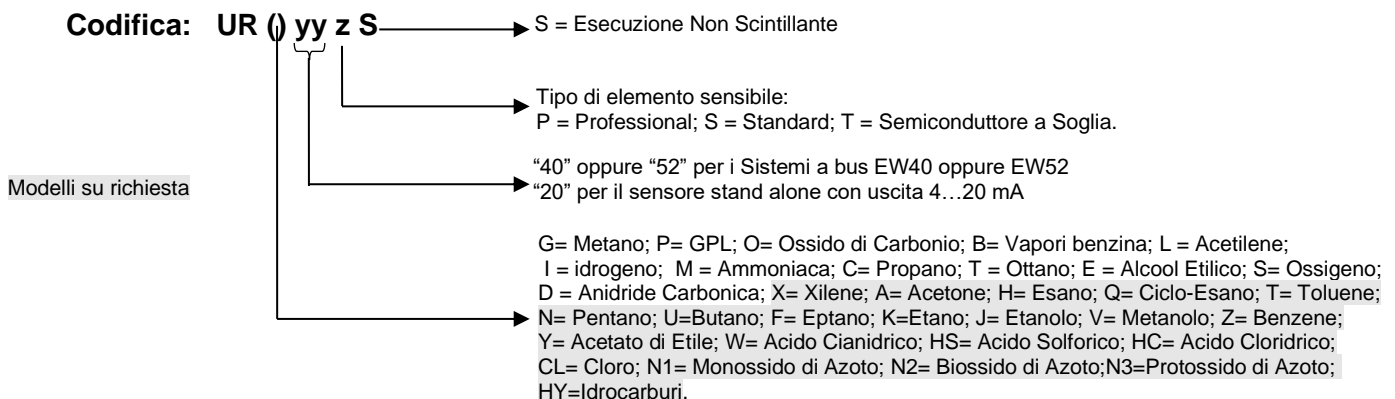 Codifica: UR () yy z S
S = Esecuzione Non Scintillante
Tipo di elemento sensibile:
P = Professional; S = Standard; T = Semiconduttore a Soglia.
“40” oppure “52” per i Sistemi a bus EW40 oppure EW52
“20” per il sensore stand alone con uscita 4…20 mA
Modelli su richiesta
G= Metano; P= GPL; O= Ossido di Carbonio; B= Vapori benzina; L = Acetilene;
I = idrogeno; M = Ammoniaca; C= Propano; T = Ottano; E = Alcool Etilico; S= Ossigeno;
D = Anidride Carbonica; X= Xilene; A= Acetone; H= Esano; Q= Ciclo-Esano; T= Toluene;
N= Pentano; U=Butano; F= Eptano; K=Etano; J= Etanolo; V= Metanolo; Z= Benzene;
Y= Acetato di Etile; W= Acido Cianidrico; HS= Acido Solforico; HC= Acido Cloridrico;
CL= Cloro; N1= Monossido di Azoto; N2= Biossido di Azoto;N3=Protossido di Azoto;
HY=Idrocarburi.